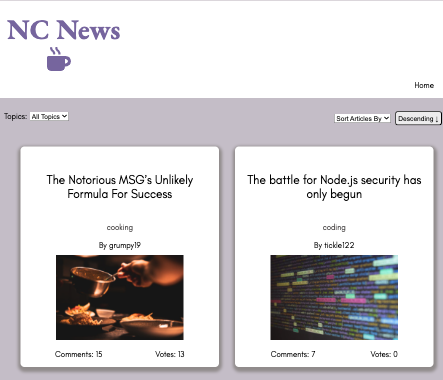 NC News
Home
Topics: All Topics
Sort Articles By
Descending ↓
The Notorious MSG's Unlikely
Formula For Success
cooking
By grumpy19
Comments: 15 Votes: 13
The battle for Node.js security has
only begun
coding
By tickle122
Comments: 7 Votes: 0